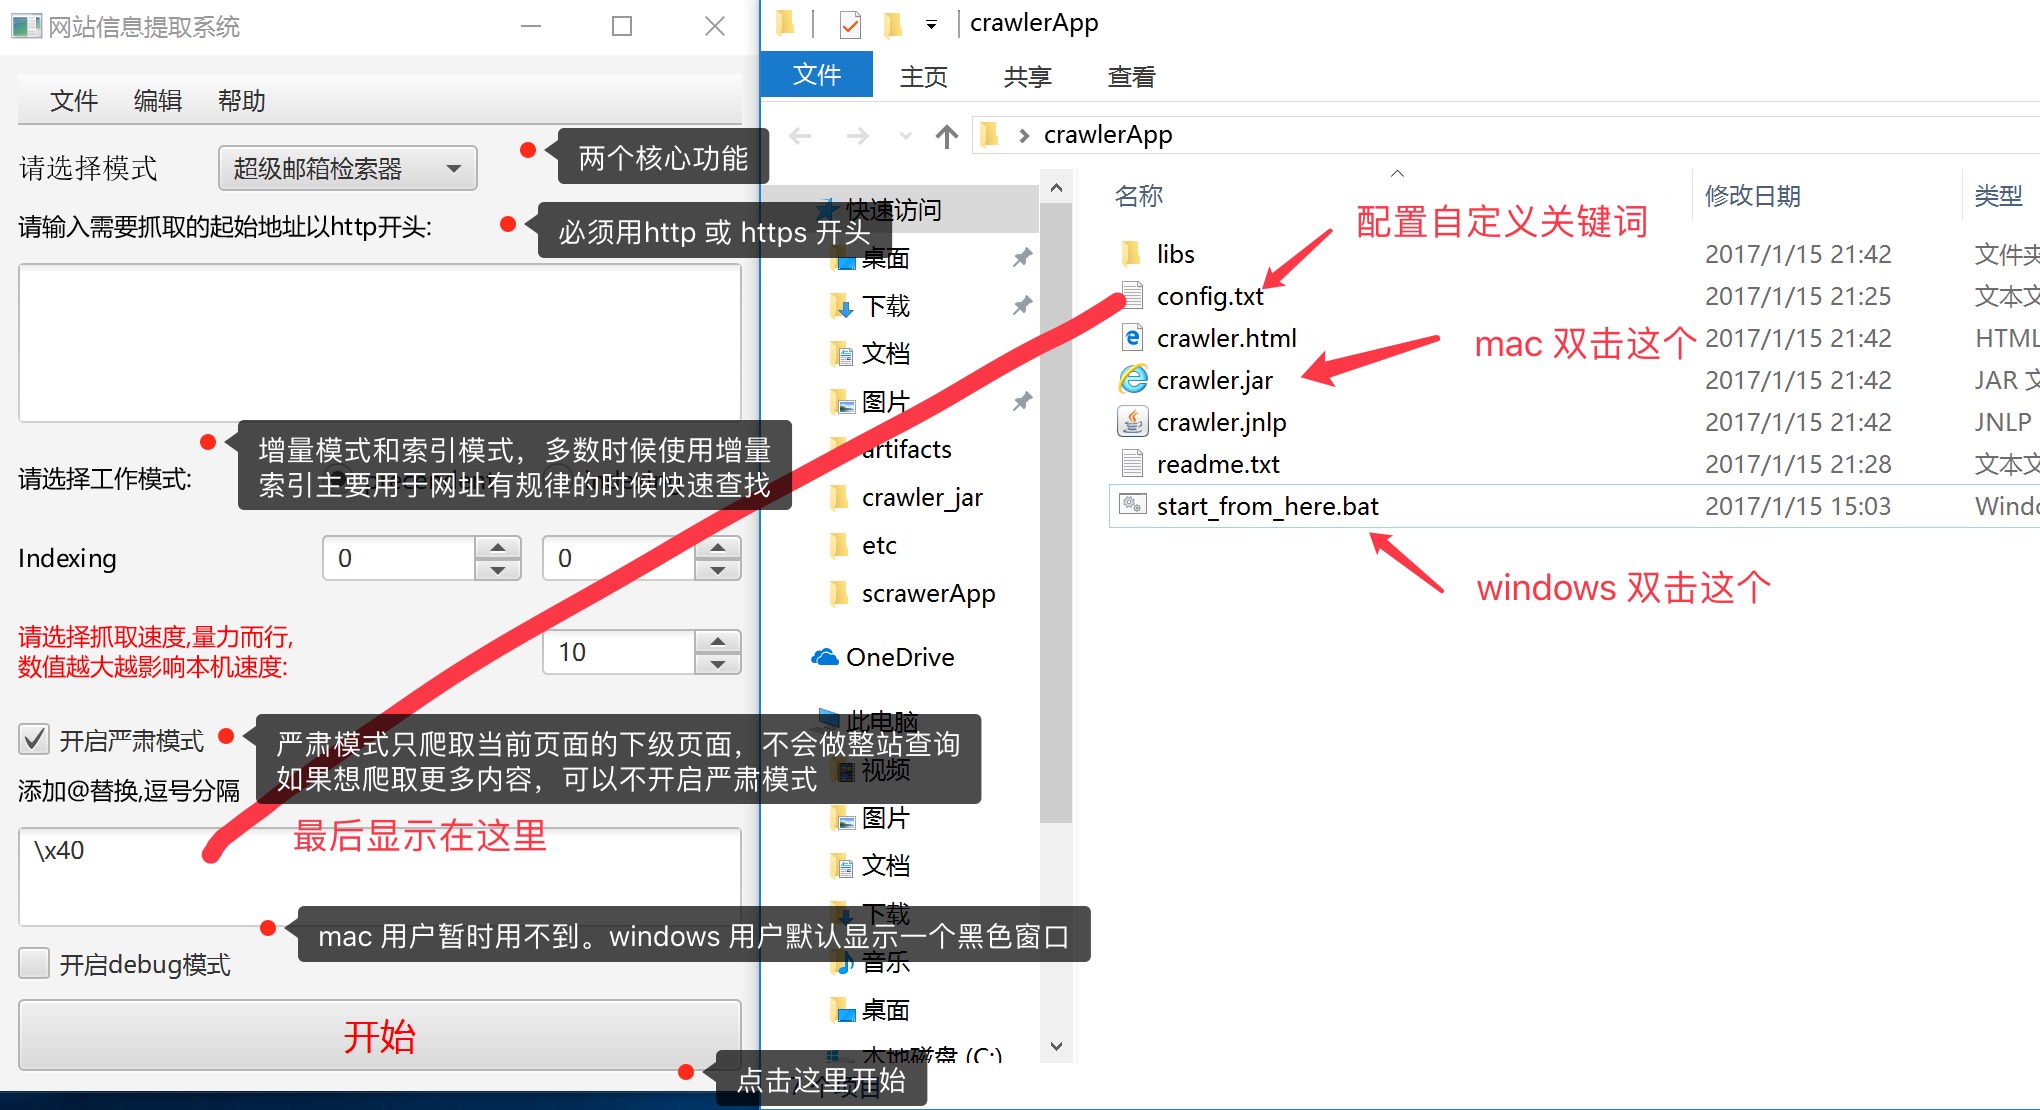 网站信息提取系统
文件 编辑 帮助
请选择模式
超级邮箱检索器
两个核心功能
请输入需要抓取的起始地址以http开头:
必须用http 或 https 开头
增量模式和索引模式，多数时候使用增量
索引主要用于网址有规律的时候快速查找
请选择工作模式:
Indexing
0
0
请选择抓取速度,量力而行,
数值越大越影响本机速度:
10
开启严肃模式
严肃模式只爬取当前页面的下级页面，不会做整站查询
如果想爬取更多内容，可以不开启严肃模式
添加@替换,逗号分隔
最后显示在这里
\x40
mac 用户暂时用不到。windows 用户默认显示一个黑色窗口
开启debug模式
开始
点击这里开始
crawlerApp
文件 主页 共享 查看
crawlerApp
快速访问
桌面
下载
文档
图片
artifacts
crawler_jar
etc
scrawerApp
OneDrive
此电脑
视频
图片
文档
下载
音乐
桌面
本地磁盘 (C:)
名称 修改日期 类型
配置自定义关键词
libs 2017/1/15 21:42 文件夹
config.txt 2017/1/15 21:25 文本文
crawler.html 2017/1/15 21:42 HTML
mac 双击这个
crawler.jar 2017/1/15 21:42 JAR 文
crawler.jnlp 2017/1/15 21:42 JNLP
readme.txt 2017/1/15 21:28 文本文
start_from_here.bat 2017/1/15 15:03 Windo
windows 双击这个